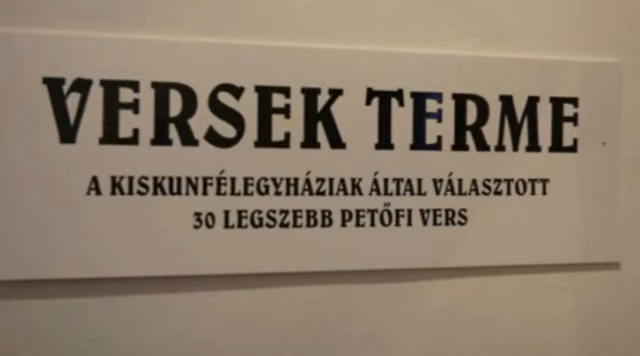 VERSEK TERME
A KISKUNFÉLEGYHÁZIAK ÁLTAL VÁLASZTOTT
30 LEGSZEBB PETŐFI VERS